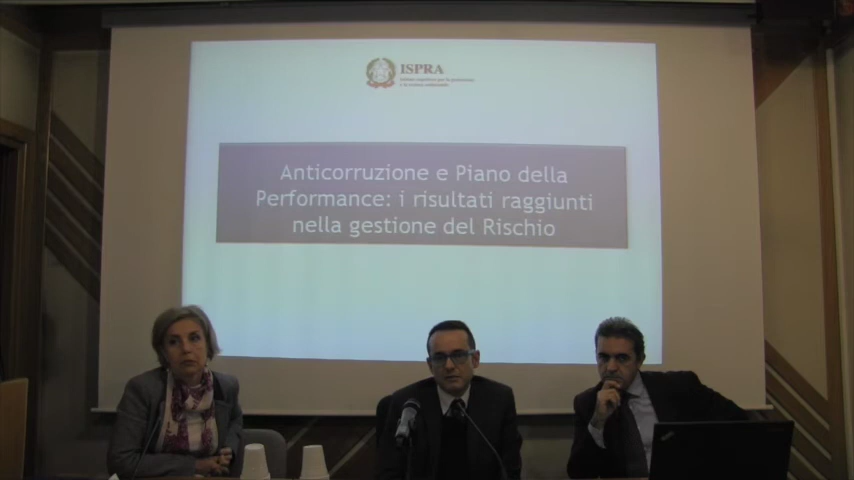 ISPRA
Anticorruzione e Piano della
Performance: i risultati raggiunti
nella gestione del Rischio